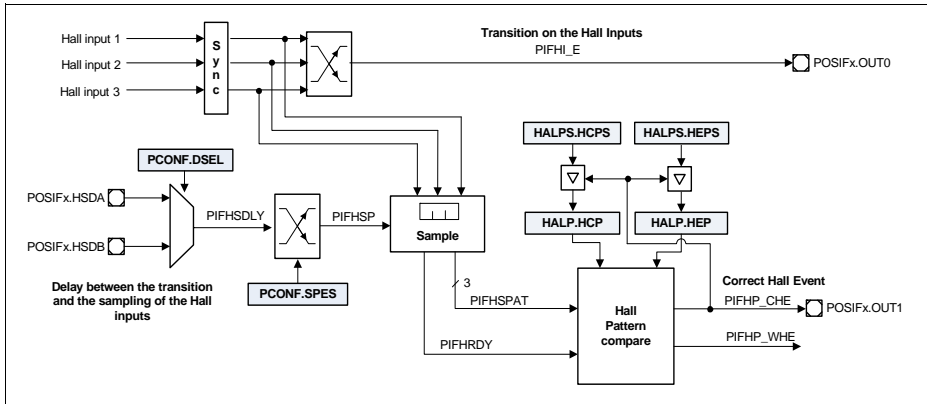 Hall input 1
Hall input 2
Hall input 3
Sync
Transition on the Hall Inputs
PIFHI_E
POSIFx.OUT0
HALPS.HCPS
HALPS.HEPS
PCONF.DSEL
POSIFx.HSDA
POSIFx.HSDB
PIFHSDLY
PIFHSP
Sample
HALP.HCP
HALP.HEP
Delay between the transition
and the sampling of the Hall
inputs
PCONF.SPES
3
PIFHSPAT
PIFHRDY
Hall
Pattern
compare
Correct Hall Event
PIFHP_CHE
POSIFx.OUT1
PIFHP_WHE